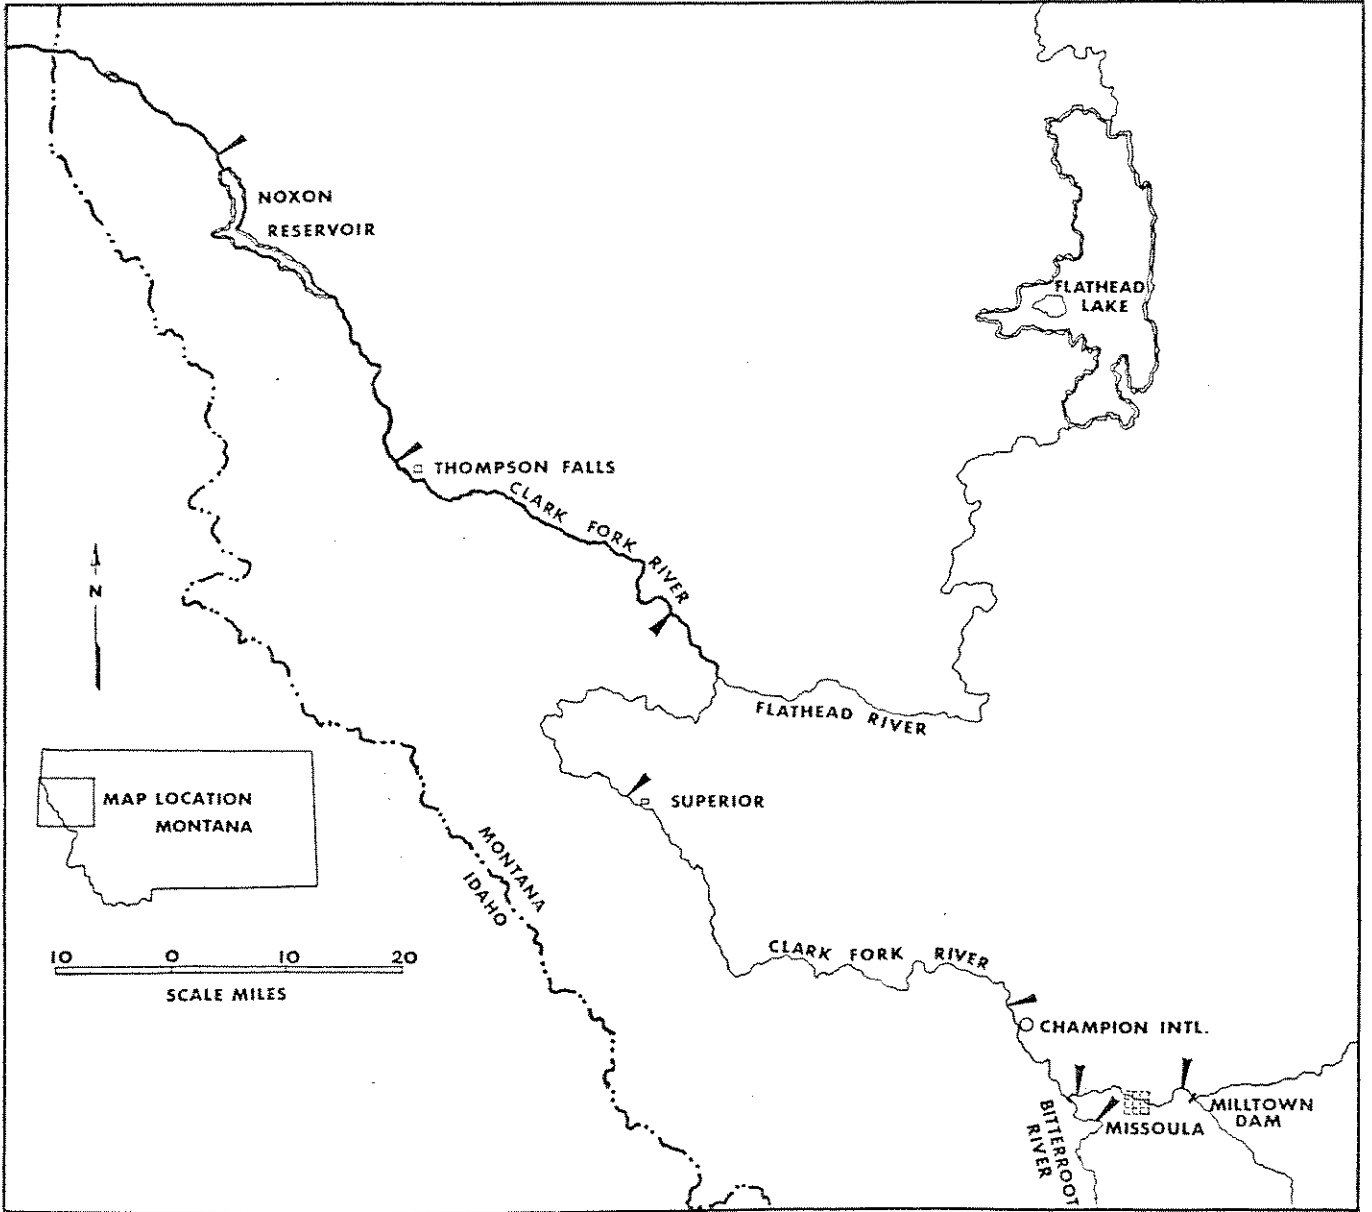 NOXON
RESERVOIR
FLATHEAD
LAKE
THOMPSON FALLS
CLARK FORK RIVER
N
FLATHEAD RIVER
MAP LOCATION
MONTANA
SUPERIOR
MONTANA
IDAHO
10 0 10 20
SCALE MILES
CLARK FORK RIVER
CHAMPION INTL.
BITTERROOT
RIVER
MISSOULA
MILLTOWN
DAM